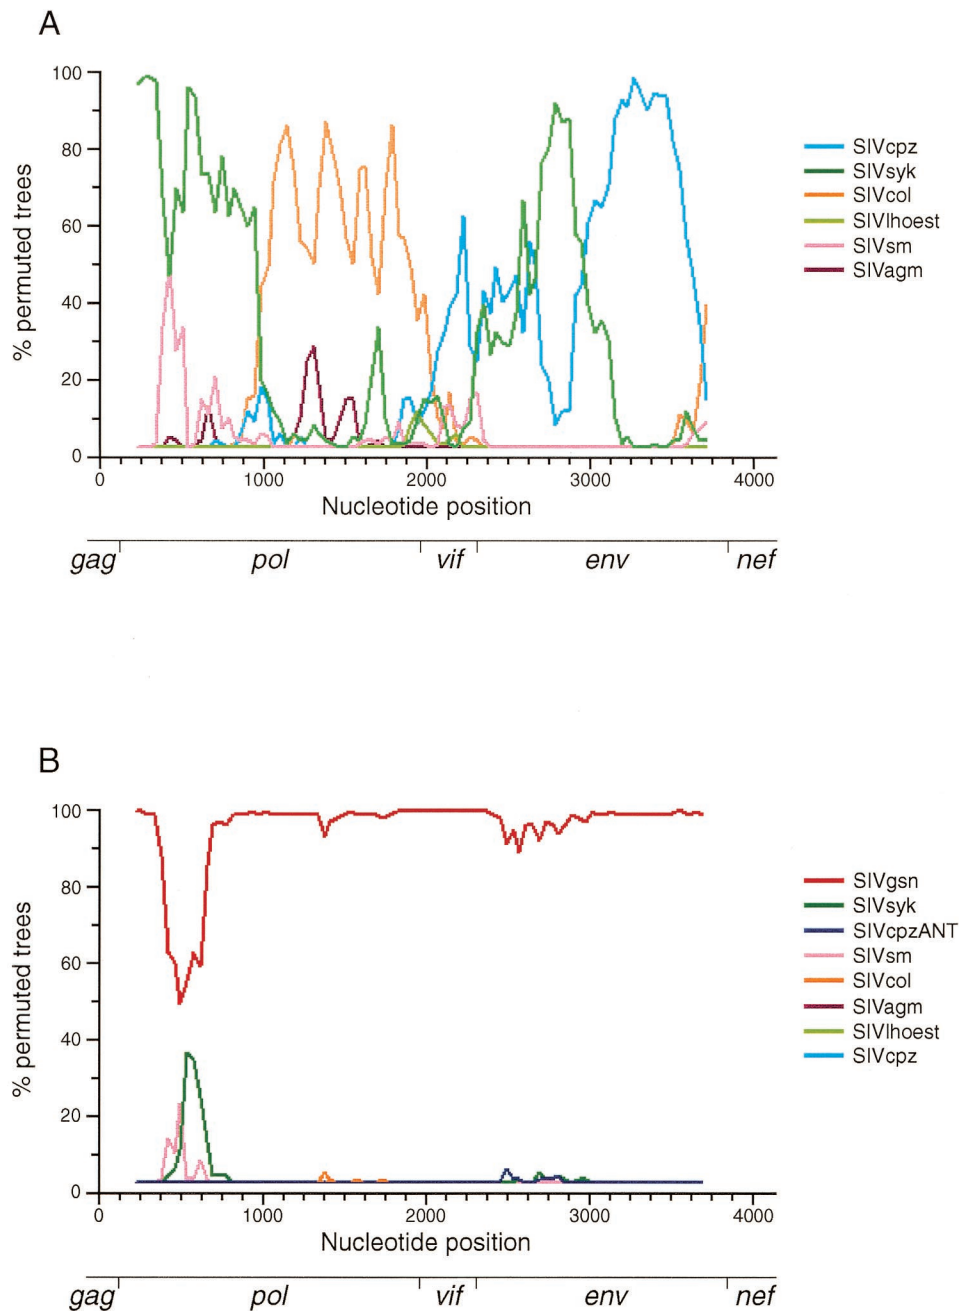 A
100
80
60
40
20
0
% permuted trees
0 1000 2000 3000 4000
Nucleotide position
gag pol vif env nef
SIVcpz
SIVsyk
SIVcol
SIVlhoest
SIVsm
SIVagm
B
100
80
60
40
20
0
% permuted trees
0 1000 2000 3000 4000
Nucleotide position
gag pol vif env nef
SIVgsn
SIVsyk
SIVcpzANT
SIVsm
SIVcol
SIVagm
SIVlhoest
SIVcpz